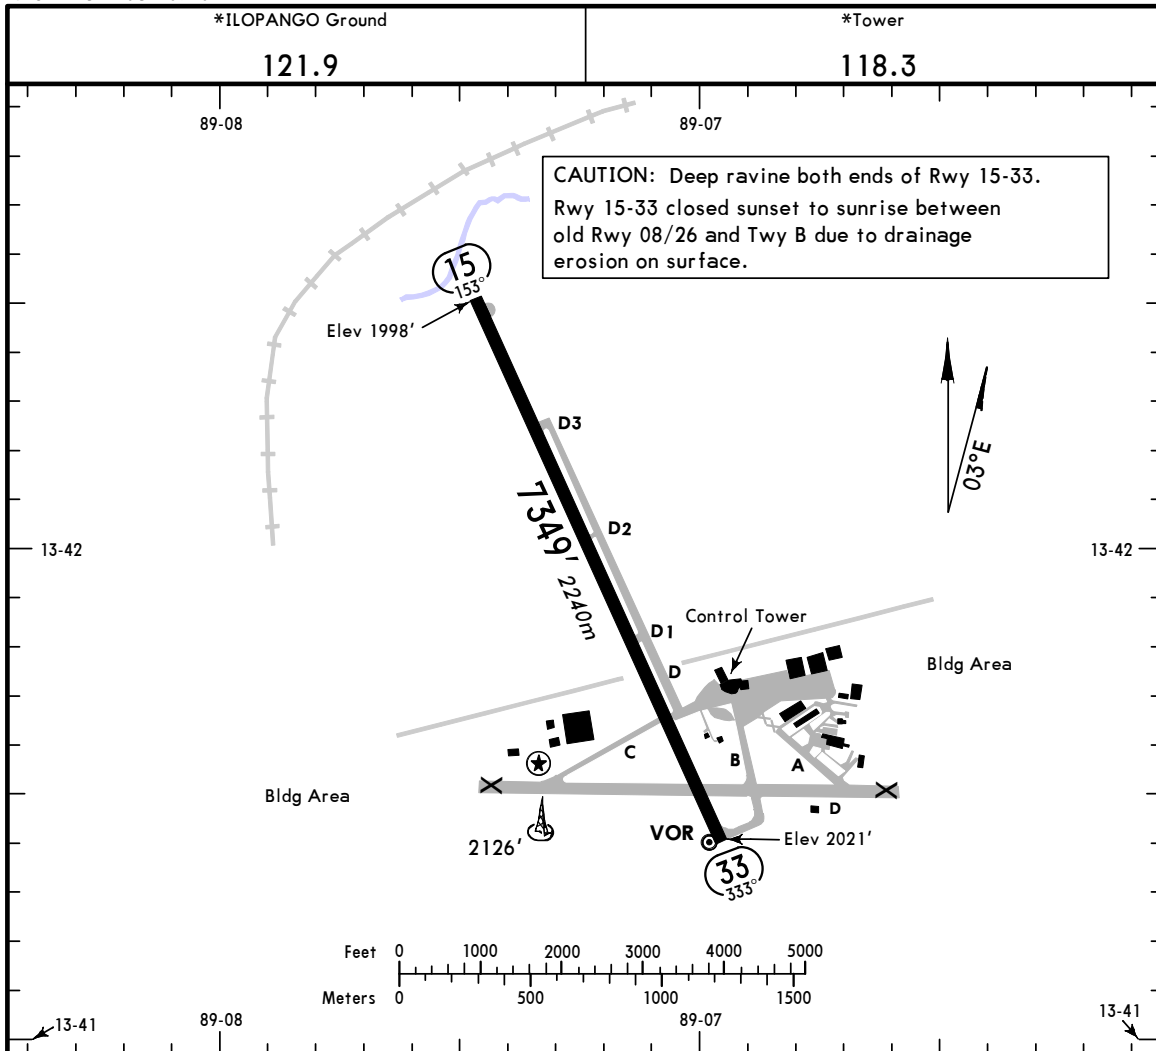 *ILOPANGO Ground
*Tower
121.9
118.3
89-08
89-07
CAUTION: Deep ravine both ends of Rwy 15-33.
Rwy 15-33 closed sunset to sunrise between
old Rwy 08/26 and Twy B due to drainage
erosion on surface.
15
153°
Elev 1998'
03°E
D3
7349'
2240m
D2
13-42
13-42
D1
Control Tower
D
Bldg Area
C
B
A
Bldg Area
D
2126'
VOR
Elev 2021'
33
333°
Feet 0 1000 2000 3000 4000 5000
Meters 0 500 1000 1500
13-41
89-08
89-07
13-41